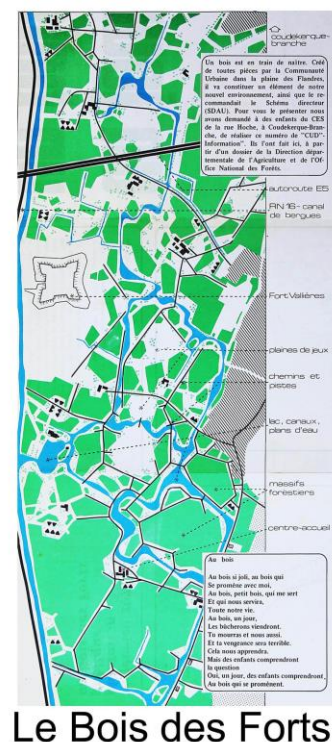 coudekerque-
branche
Un bois est en train de naître. Créé
de toutes pièces par la Communauté
Urbaine dans la plaine des Flandres,
il va constituer un élément de notre
nouvel environnement, ainsi que le re-
commandait le Schéma directeur
(SDAU). Pour vous le présenter nous
avons demandé à des enfants du CES
de la rue Hoche, à Coudekerque-Bran-
che, de réaliser ce numéro de "CUD"-
Information". Ils l'ont fait ici, à par-
tir d'un dossier de la Direction dépar-
tementale de l'Agriculture et de l'Of-
fice National des Forêts.
autoroute E5
RN 16 - canal
de bergues
Fort Vallières
plaines de jeux
chemins et
pistes
lac, canaux,
plans d'eau
massifs
forestiers
centre-accueil
Au bois
Au bois si joli, au bois qui
Se promène avec moi,
Au bois, petit bois, qui me sert
Et qui nous servira,
Toute notre vie.
Au bois, un jour,
Les bûcherons viendront.
Tu mourras et nous aussi.
Et ta vengeance sera terrible.
Cela nous apprendra.
Mais des enfants comprendront
la question
Oui, un jour, des enfants comprendront,
Au bois qui se promènent.
Le Bois des Forts